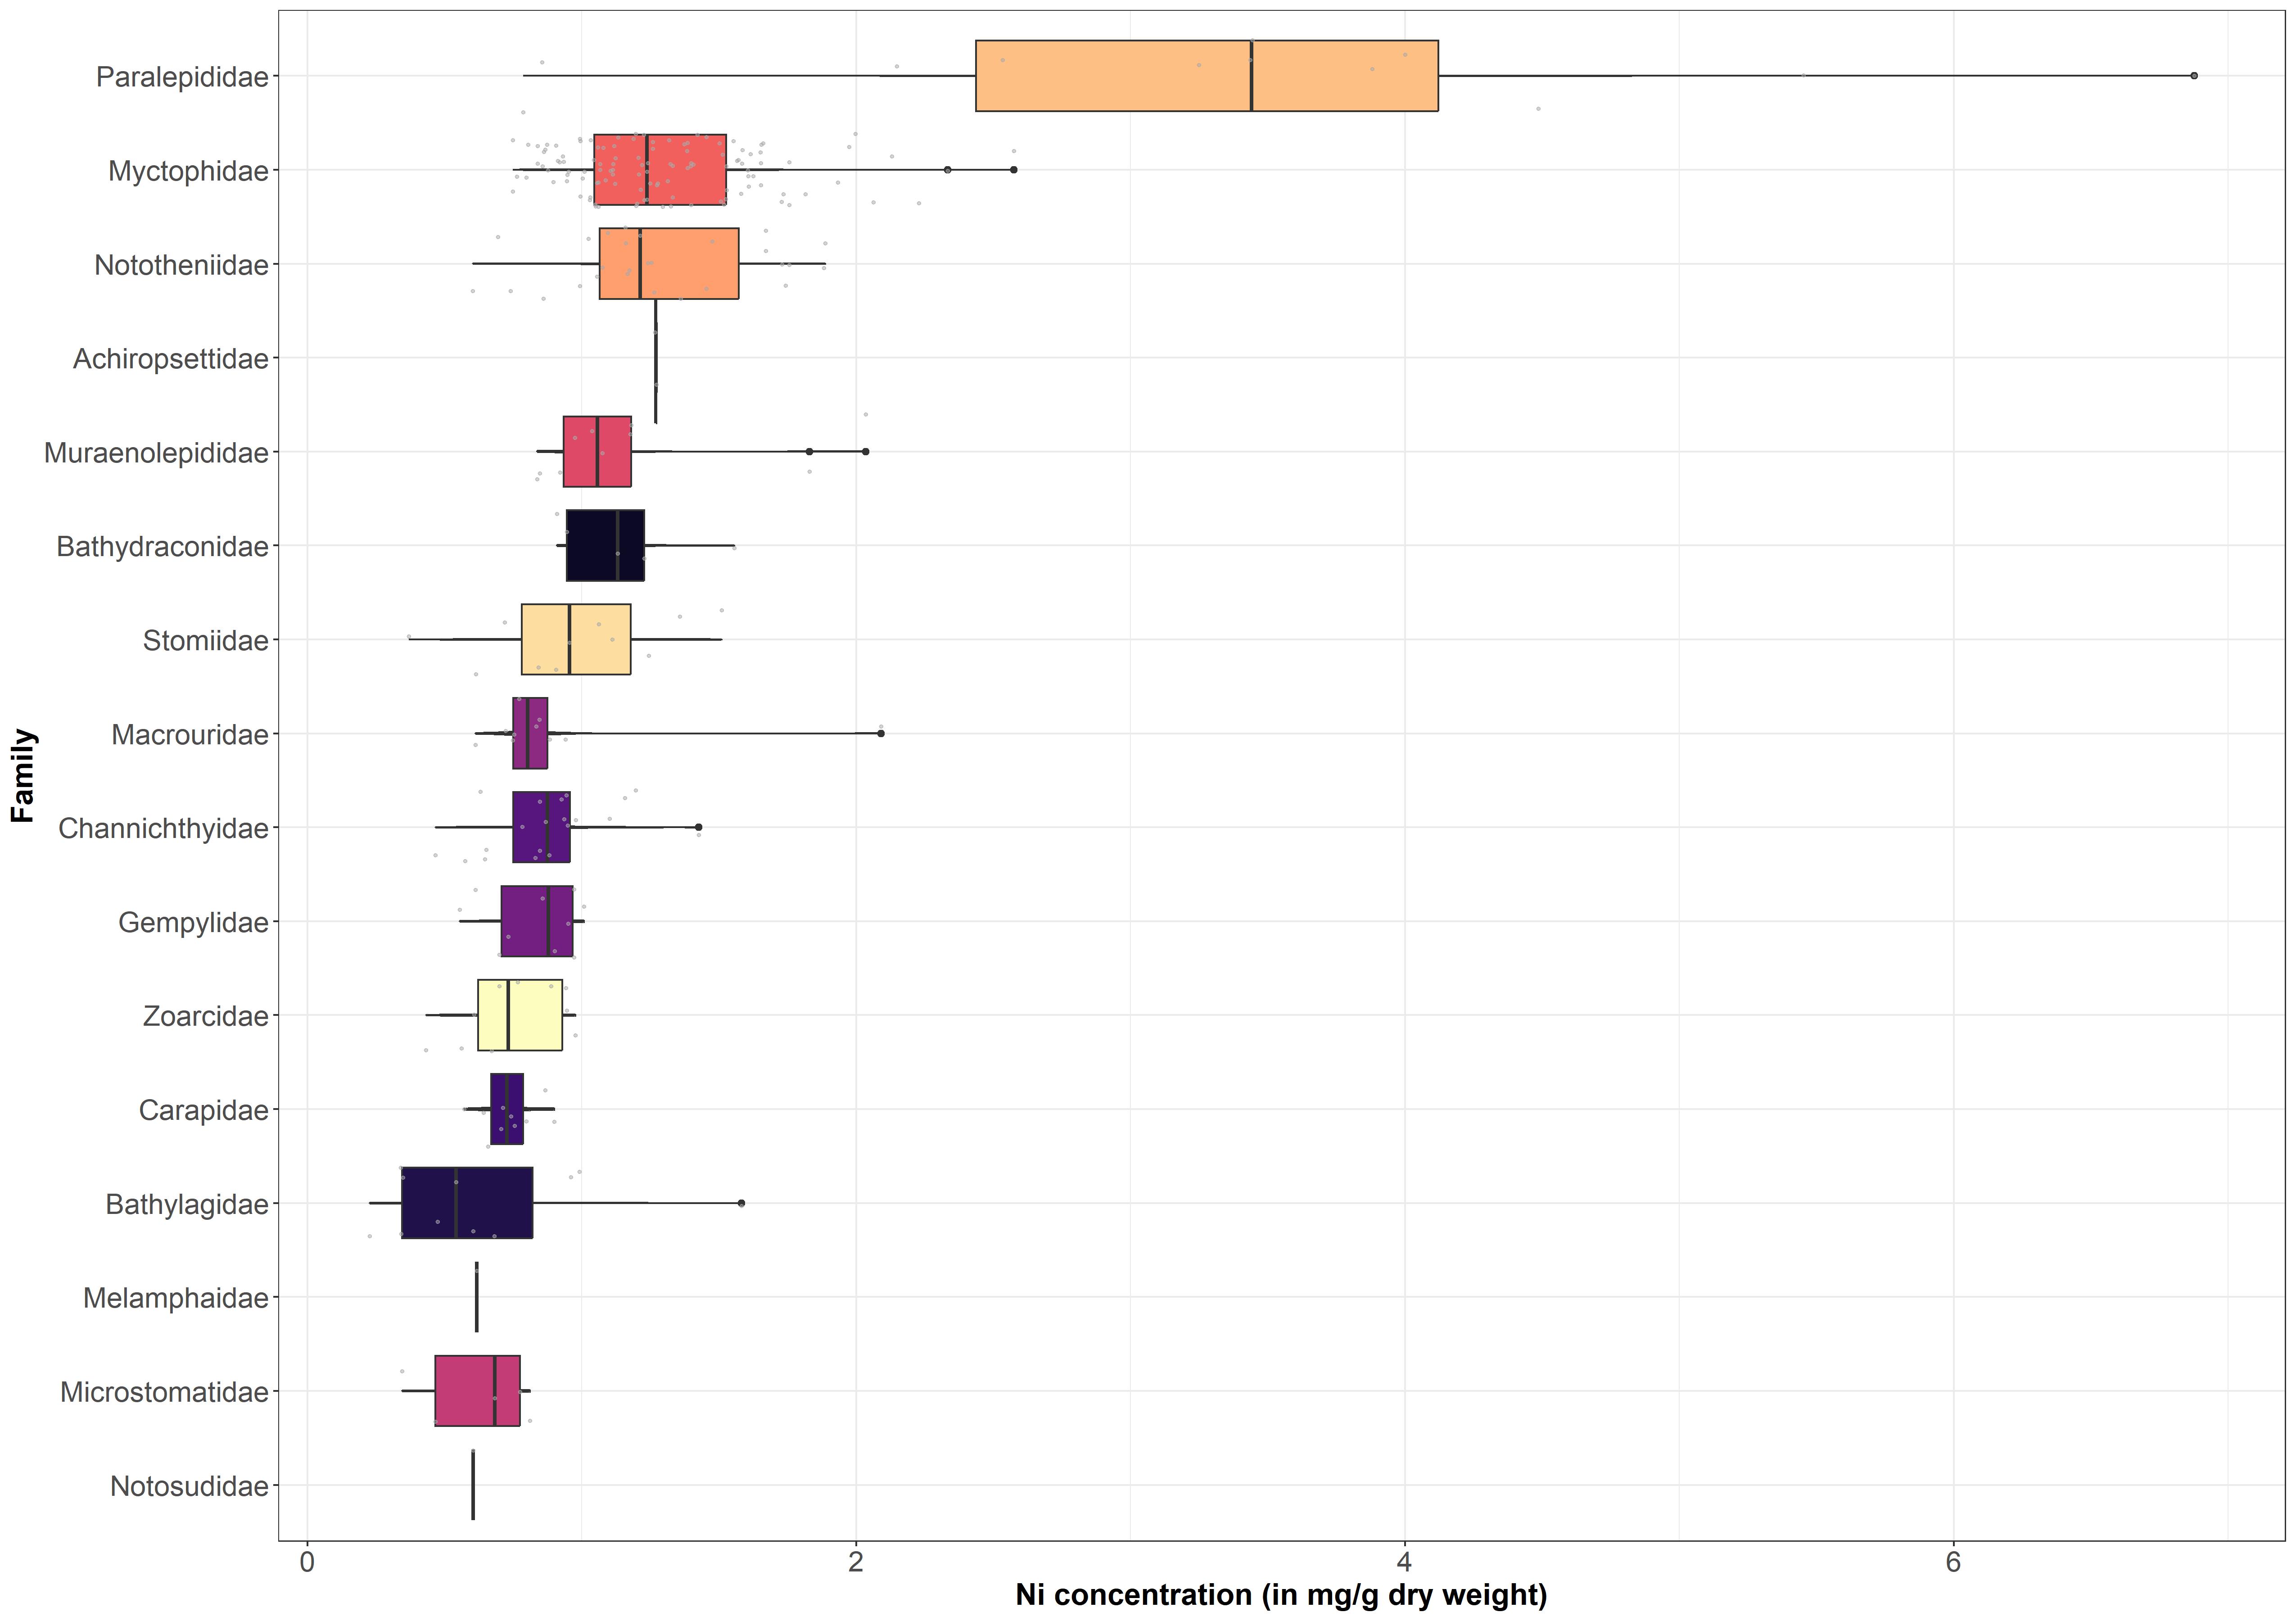 Paralepididae
Myctophidae
Nototheniidae
Achiropsettidae
Muraenolepididae
Bathydraconidae
Stomiidae
Macrouridae
Channichthyidae
Gempylidae
Zoarcidae
Carapidae
Bathylagidae
Melamphaidae
Microstomatidae
Notosudidae
Family
0 2 4 6
Ni concentration (in mg/g dry weight)